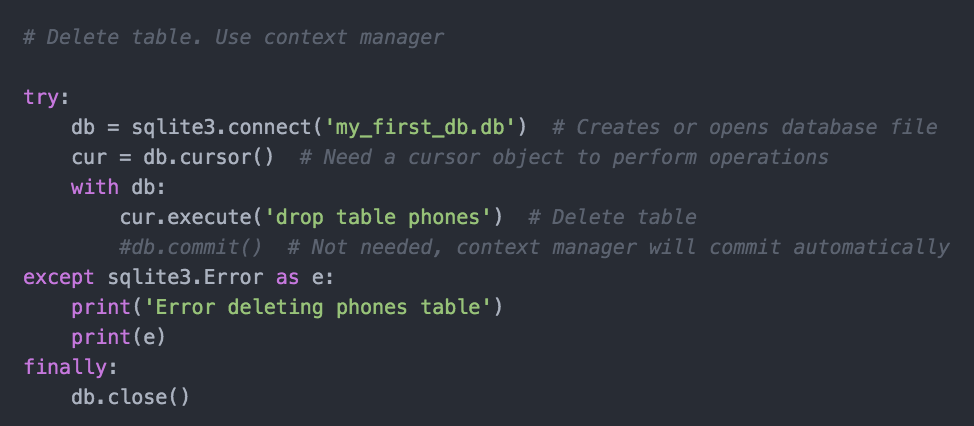 # Delete table. Use context manager
try:
    db = sqlite3.connect('my_first_db.db')  # Creates or opens database file
    cur = db.cursor()  # Need a cursor object to perform operations
    with db:
        cur.execute('drop table phones')  # Delete table
        #db.commit()  # Not needed, context manager will commit automatically
except sqlite3.Error as e:
    print('Error deleting phones table')
    print(e)
finally:
    db.close()